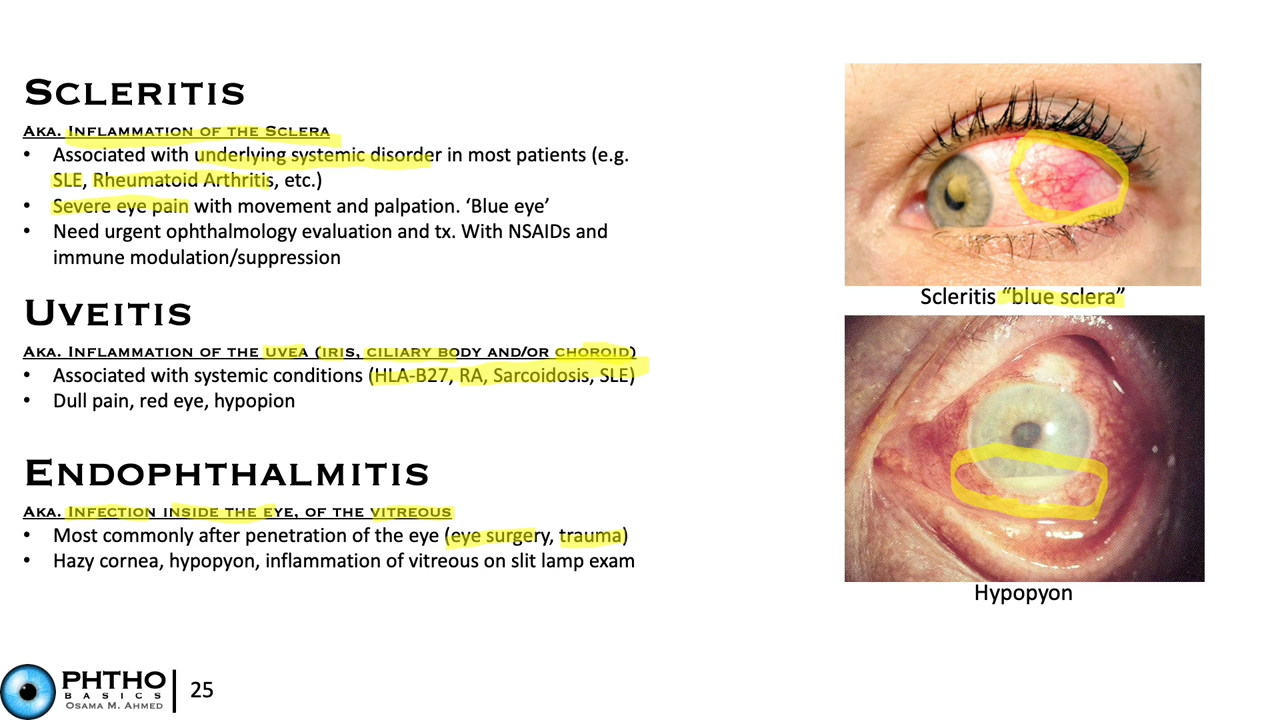 SCLERITIS
AKA. INFLAMMATION OF THE SCLERA
• Associated with underlying systemic disorder in most patients (e.g.
SLE, Rheumatoid Arthritis, etc.)
• Severe eye pain with movement and palpation. ‘Blue eye’
• Need urgent ophthalmology evaluation and tx. With NSAIDs and
immune modulation/suppression
Scleritis “blue sclera”
UVEITIS
AKA. INFLAMMATION OF THE UVEA (IRIS, CILIARY BODY AND/OR CHOROID)
• Associated with systemic conditions (HLA-B27, RA, Sarcoidosis, SLE)
• Dull pain, red eye, hypopion
ENDOPHTHALMITIS
AKA. INFECTION INSIDE THE EYE, OF THE VITREOUS
• Most commonly after penetration of the eye (eye surgery, trauma)
• Hazy cornea, hypopyon, inflammation of vitreous on slit lamp exam
Hypopyon
PHTHO
BASICS
OSAMA M. AHMED
25